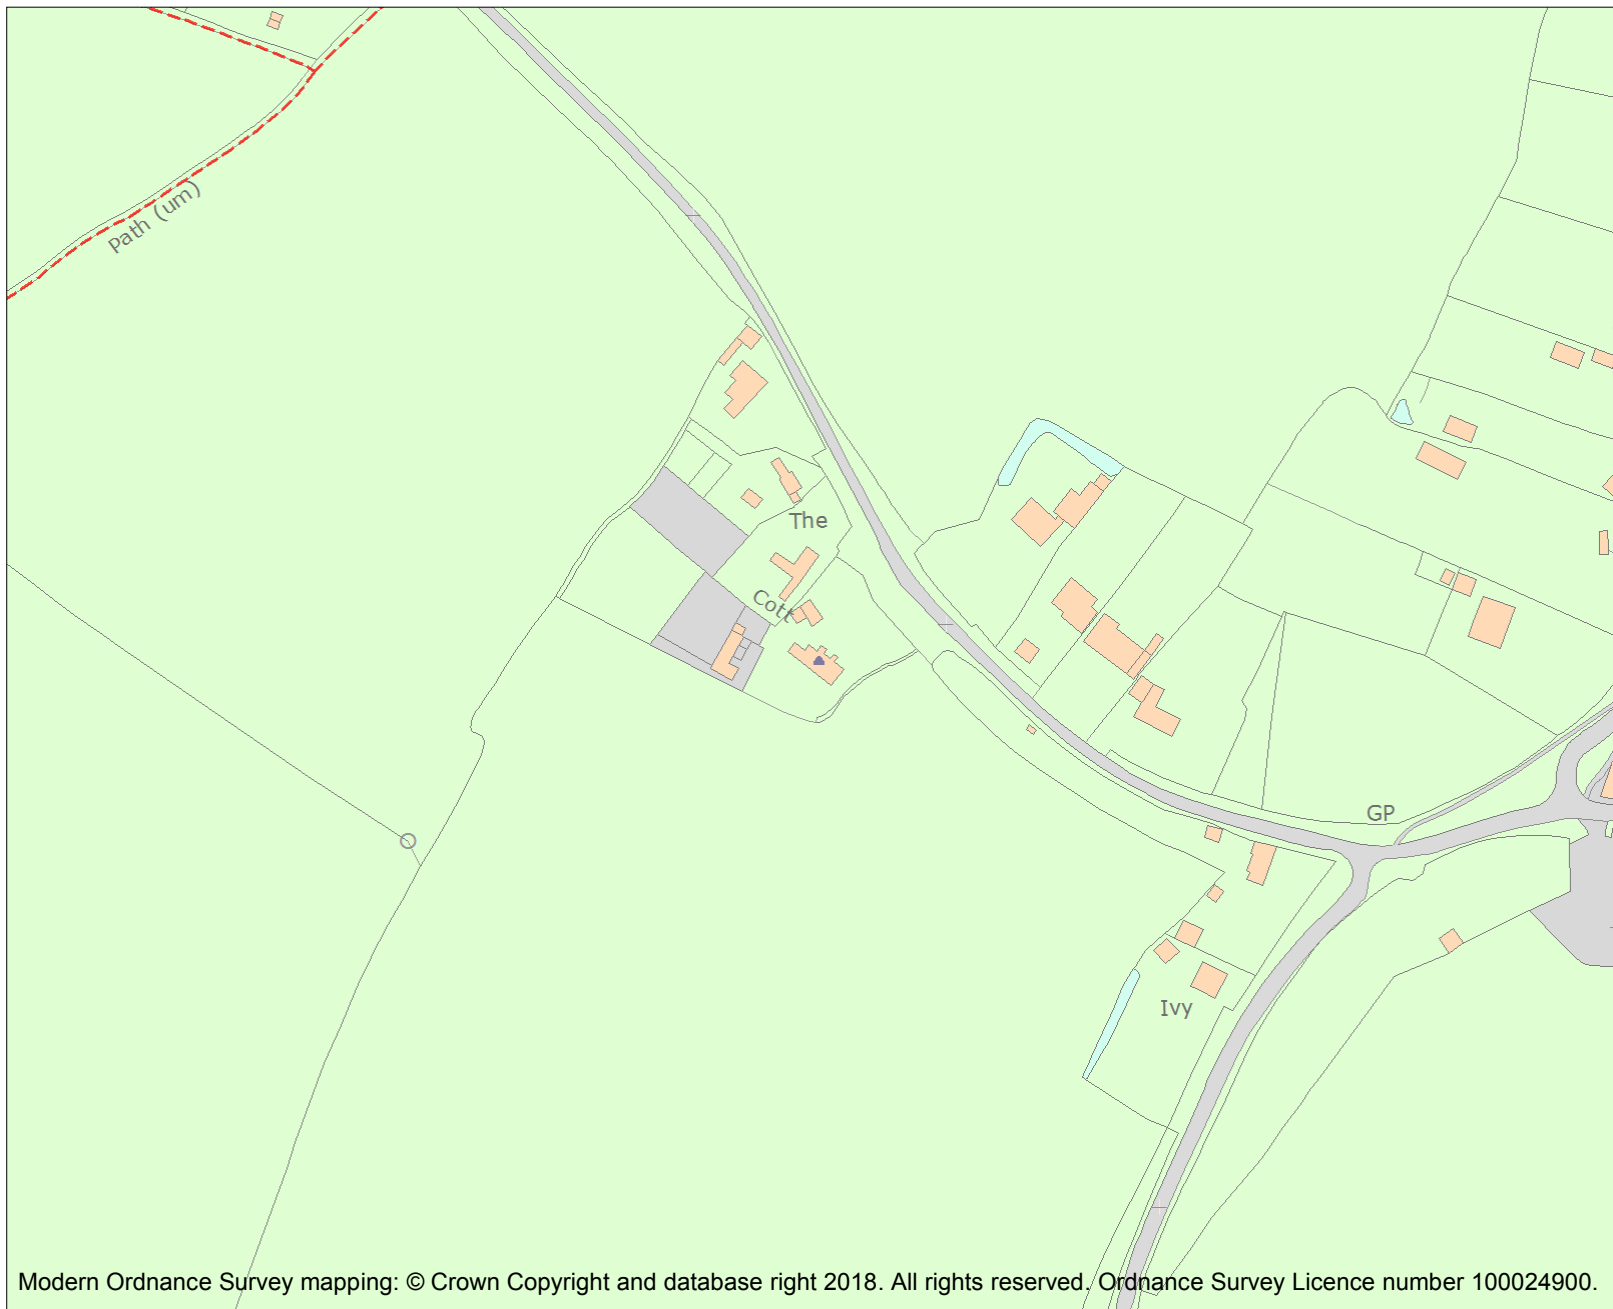 Path (um)
The
Cott
GP
Ivy
Modern Ordnance Survey mapping: © Crown Copyright and database right 2018. All rights reserved. Ordnance Survey Licence number 100024900.